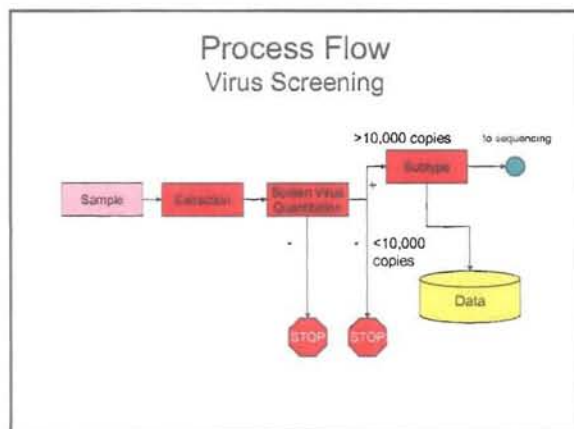 Process Flow
Virus Screening
>10,000 copies
to sequencing
Subtype
+
Sample
Extraction
Screen Virus
Quantitation
-
-
<10,000
copies
Data
STOP
STOP